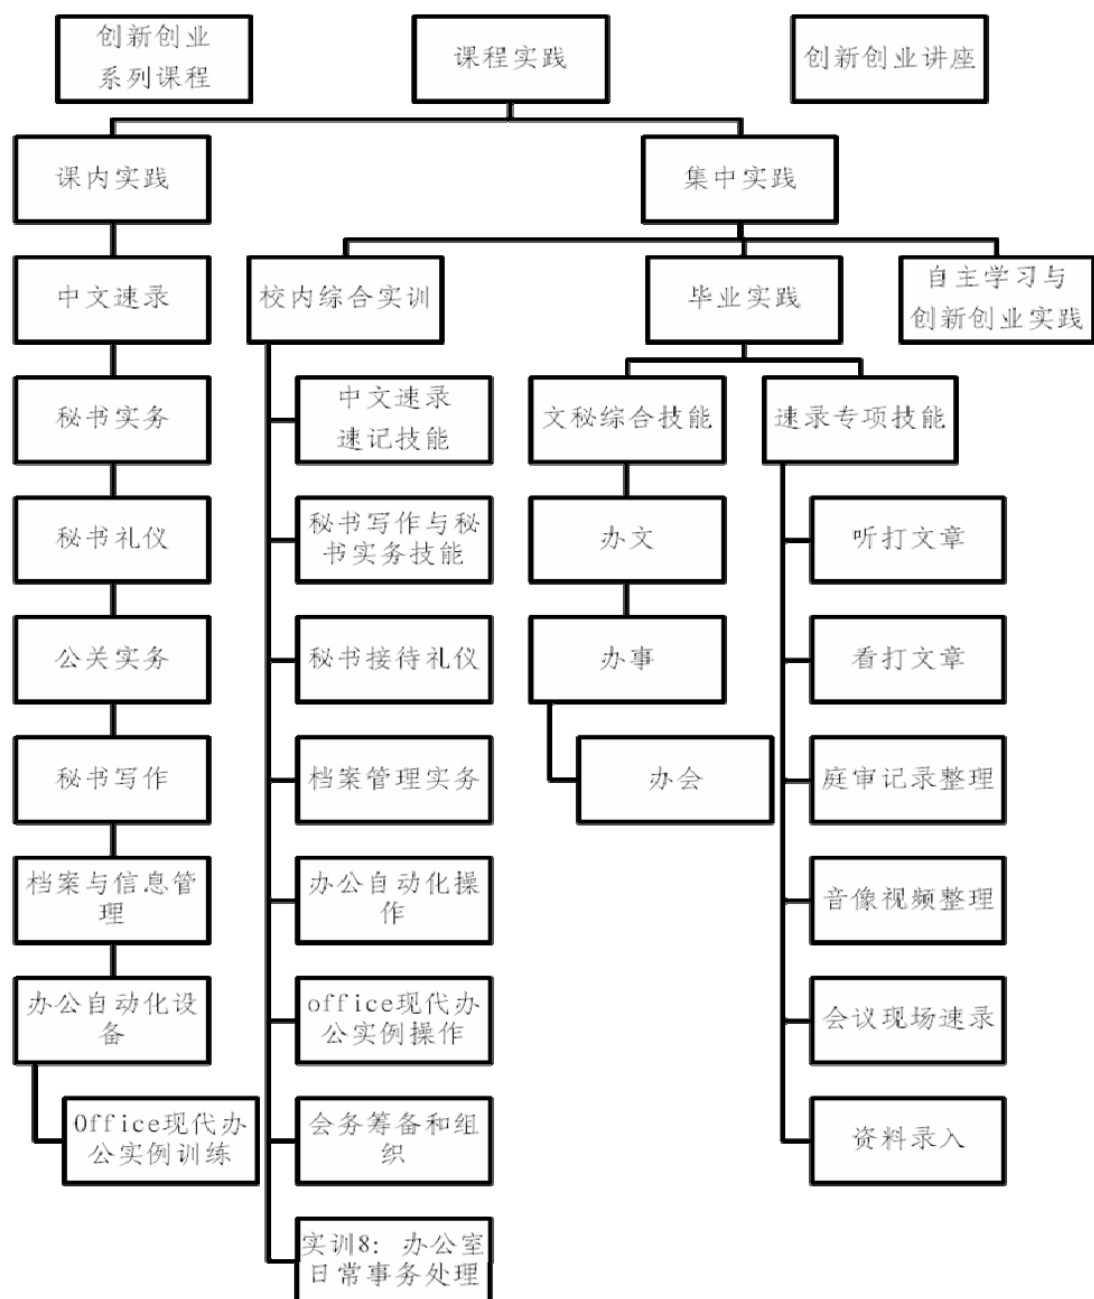 创新创业
系列课程
课程实践
创新创业讲座
课内实践
集中实践
中文速录
校内综合实训
毕业实践
自主学习与
创新创业实践
秘书实务
中文速录
速记技能
文秘综合技能
速录专项技能
秘书礼仪
秘书写作与秘
书实务技能
办文
听打文章
公关实务
秘书接待礼仪
办事
看打文章
秘书写作
档案管理实务
办会
庭审记录整理
档案与信息管
理
办公自动化操
作
音像视频整理
办公自动化设
备
office现代办
公实例操作
会议现场速录
Office现代办
公实例训练
会务筹备和组
织
资料录入
实训8：办公室
日常事务处理